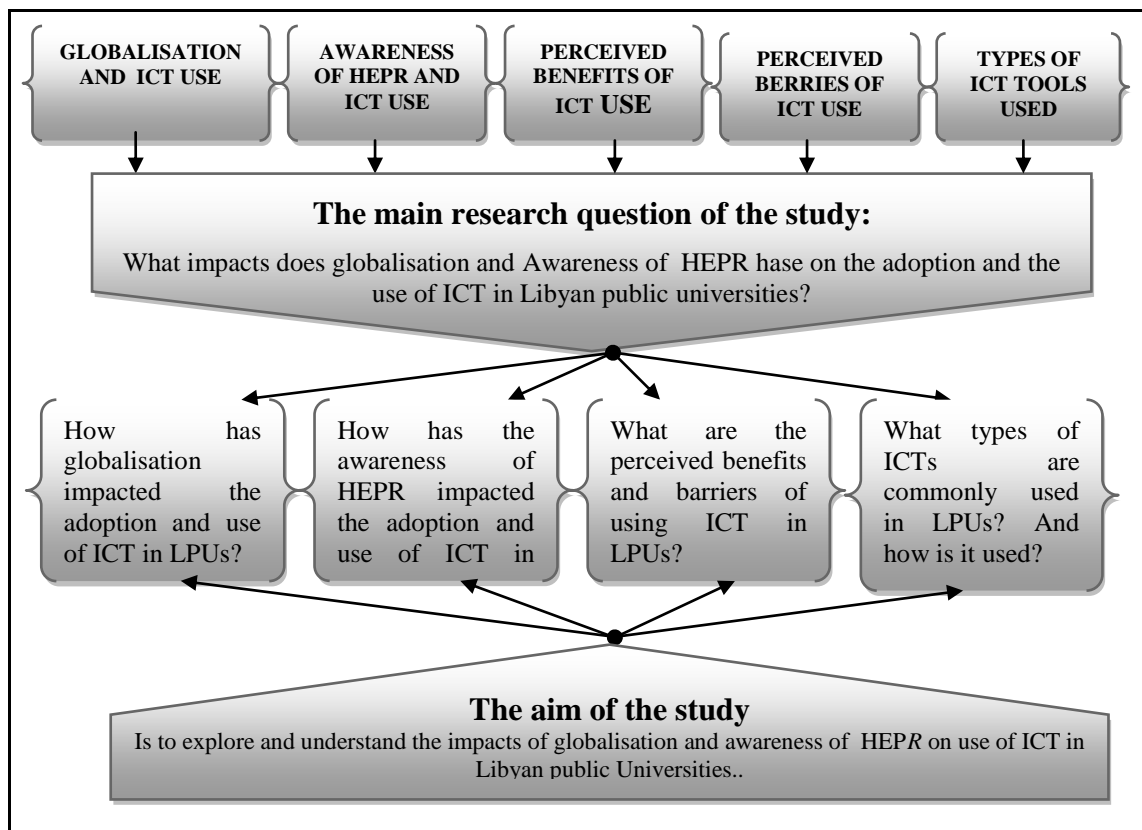 GLOBALISATION
AND ICT USE
AWARENESS
OF HEPR AND
ICT USE
PERCEIVED
BENEFITS OF
ICT USE
PERCEIVED
BERRIES OF
ICT USE
TYPES OF
ICT TOOLS
USED
The main research question of the study:
What impacts does globalisation and Awareness of HEPR hase on the adoption and the
use of ICT in Libyan public universities?
How has
globalisation
impacted the
adoption and use
of ICT in LPUs?
How has the
awareness of
HEPR impacted
the adoption and
use of ICT in
What are the
perceived benefits
and barriers of
using ICT in
LPUs?
What types of
ICTs are
commonly used
in LPUs? And
how is it used?
The aim of the study
Is to explore and understand the impacts of globalisation and awareness of HEPR on use of ICT in
Libyan public Universities..